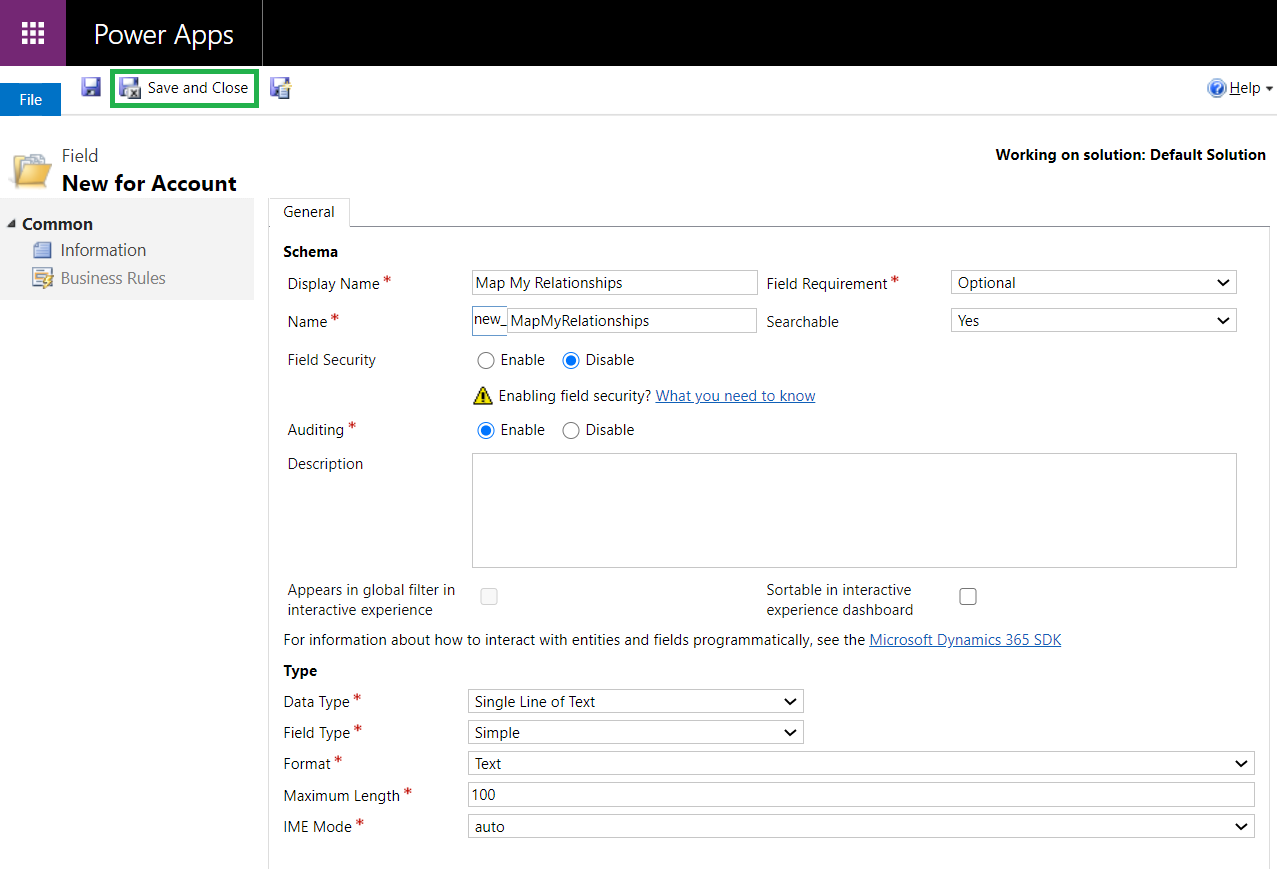 Power Apps
File
Save and Close
Help
Field
New for Account
Working on solution: Default Solution
Common
Information
Business Rules
General
Schema
Display Name * Map My Relationships Field Requirement * Optional
Name * new_ MapMyRelationships Searchable Yes
Field Security Enable Disable
Enabling field security? What you need to know
Auditing * Enable Disable
Description
Appears in global filter in
interactive experience
Sortable in interactive
experience dashboard
For information about how to interact with entities and fields programmatically, see the Microsoft Dynamics 365 SDK
Type
Data Type * Single Line of Text
Field Type * Simple
Format * Text
Maximum Length * 100
IME Mode * auto